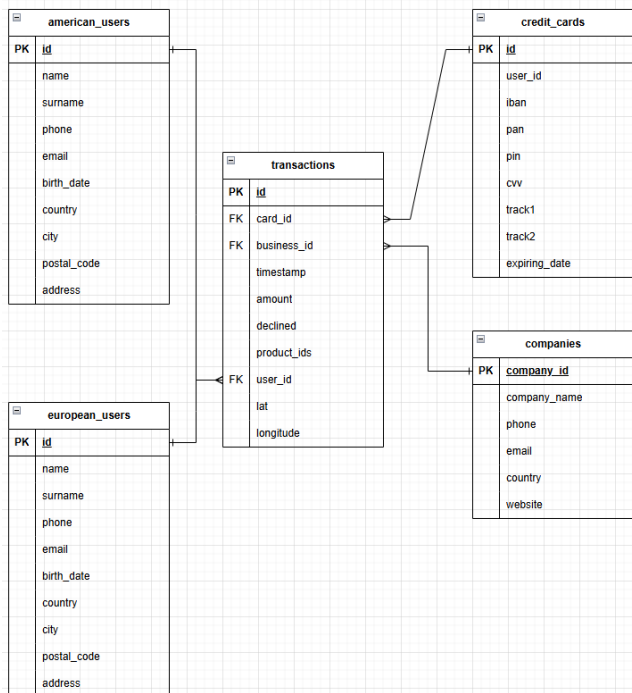 american_users
PK id
name
surname
phone
email
birth_date
country
city
postal_code
address
european_users
PK id
name
surname
phone
email
birth_date
country
city
postal_code
address
transactions
PK id
FK card_id
FK business_id
timestamp
amount
declined
product_ids
FK user_id
lat
longitude
credit_cards
PK id
user_id
iban
pan
pin
cvv
track1
track2
expiring_date
companies
PK company_id
company_name
phone
email
country
website